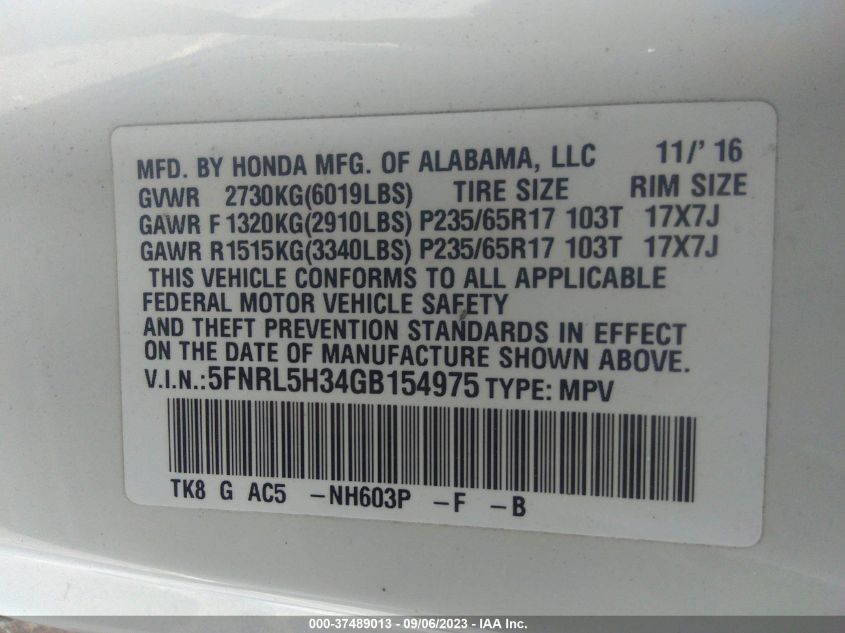 MFD. BY HONDA MFG. OF ALABAMA, LLC 11/' 16
GVWR 2730KG(6019LBS) TIRE SIZE RIM SIZE
GAWR F 1320KG(2910LBS) P235/65R17 103T 17X7J
GAWR R1515KG(3340LBS) P235/65R17 103T 17X7J
THIS VEHICLE CONFORMS TO ALL APPLICABLE
FEDERAL MOTOR VEHICLE SAFETY
AND THEFT PREVENTION STANDARDS IN EFFECT
ON THE DATE OF MANUFACTURE SHOWN ABOVE.
V.I.N.:5FNRL5H34GB154975 TYPE: MPV
TK8 G AC5 -NH603P -F -B
000-37489013 - 09/06/2023 - IAA Inc.